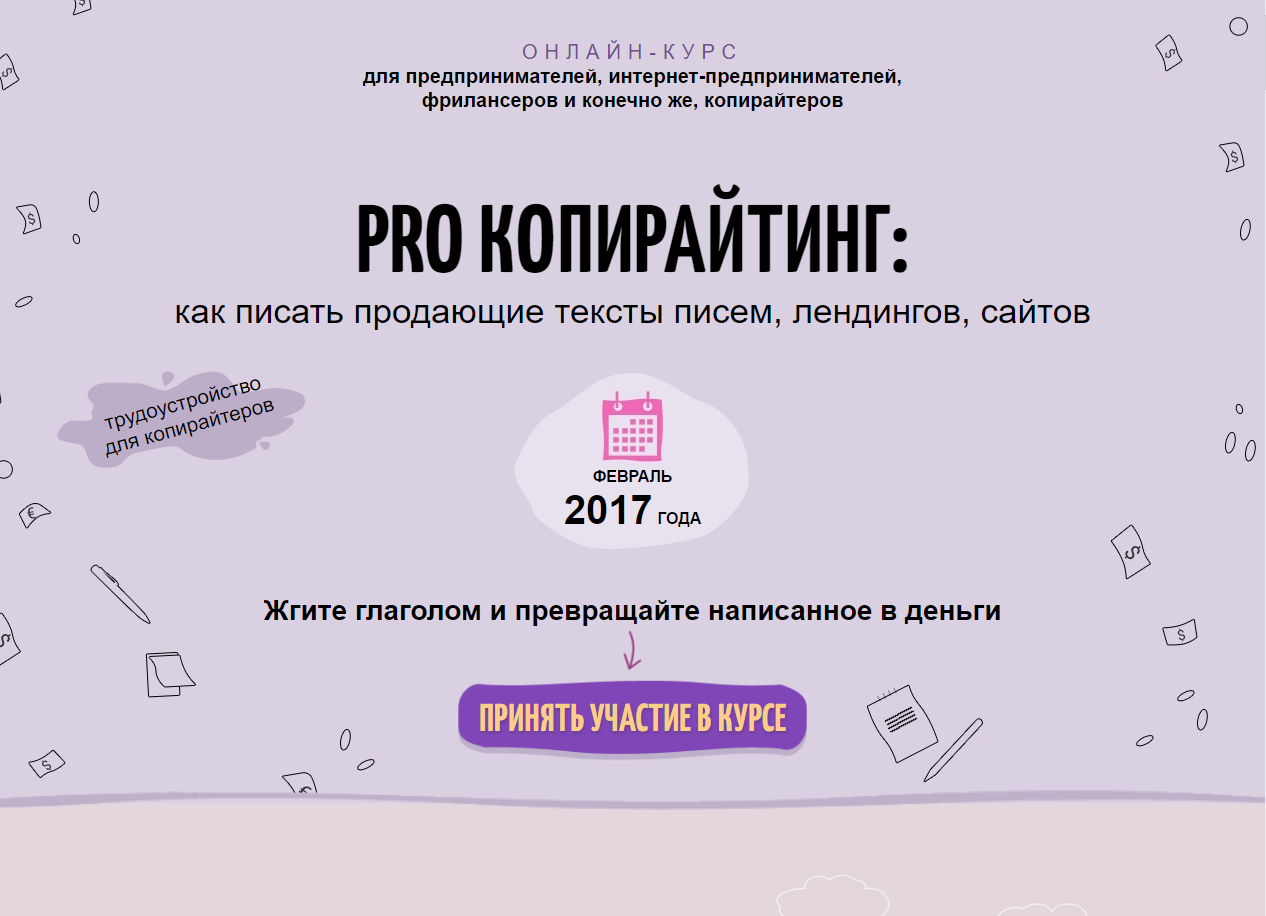 ОНЛАЙН-КУРС
для предпринимателей, интернет-предпринимателей,
фрилансеров и конечно же, копирайтеров
PRO КОПИРАЙТИНГ:
как писать продающие тексты писем, лендингов, сайтов
трудоустройство
для копирайтеров
ФЕВРАЛЬ
2017 ГОДА
Жгите глаголом и превращайте написанное в деньги
ПРИНЯТЬ УЧАСТИЕ В КУРСЕ